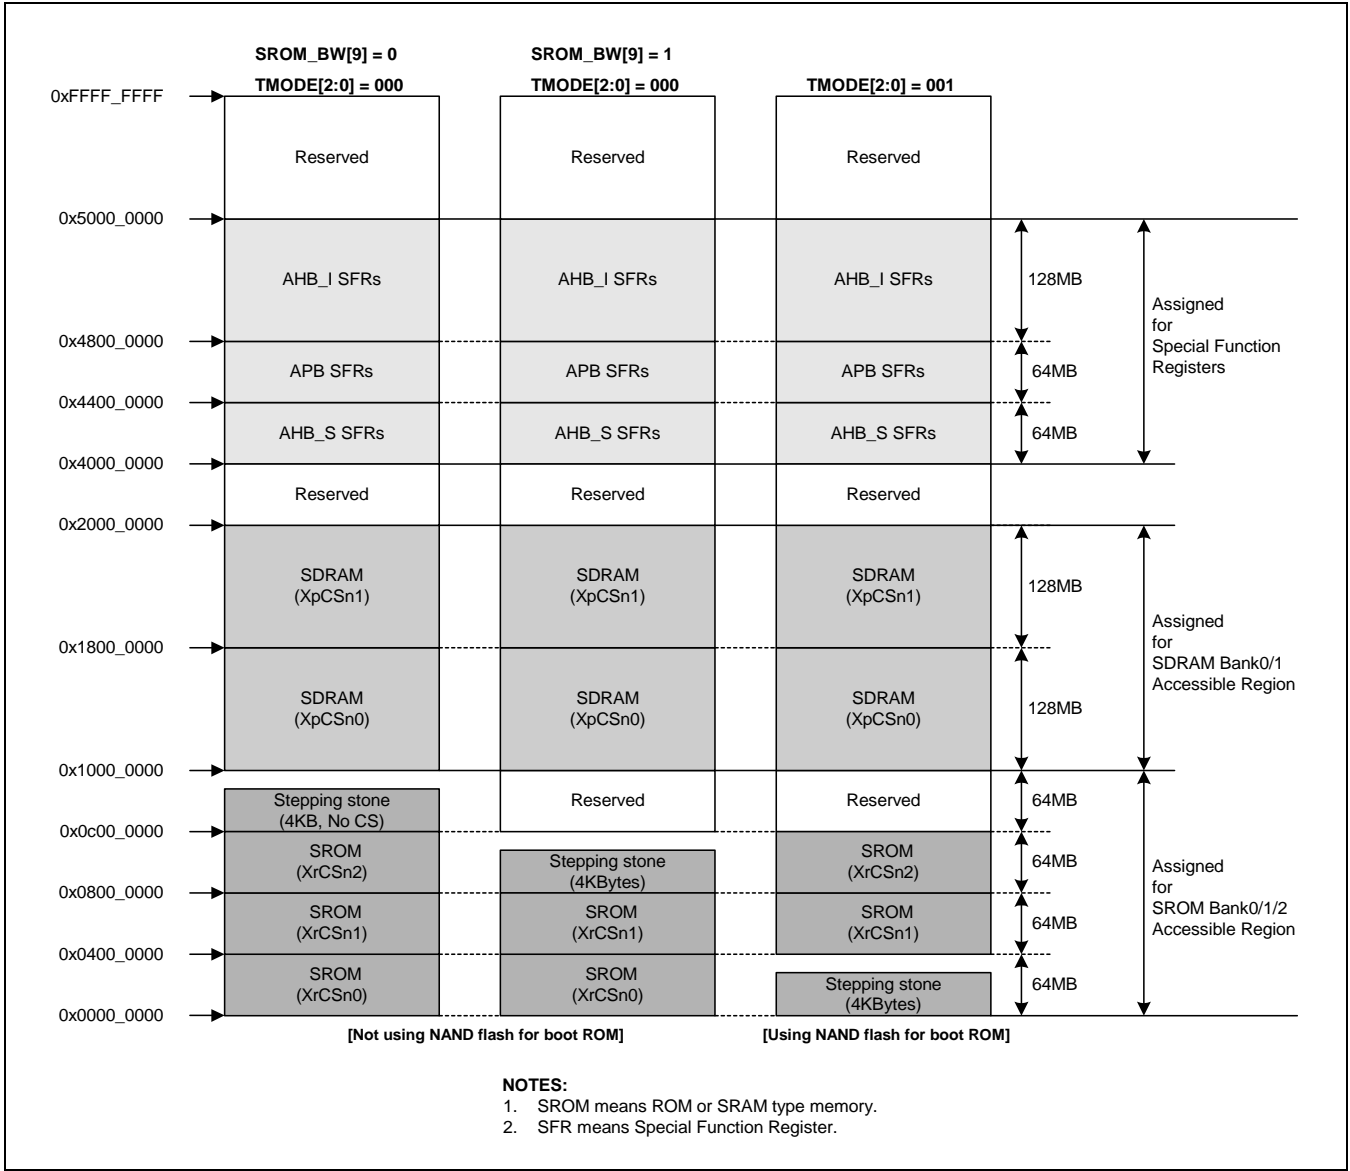 SROM_BW[9] = 0
SROM_BW[9] = 1
TMODE[2:0] = 000
TMODE[2:0] = 000
TMODE[2:0] = 001
0xFFFF_FFFF
Reserved
Reserved
Reserved
0x5000_0000
AHB_I SFRs
AHB_I SFRs
AHB_I SFRs
128MB
Assigned
for
Special Function
Registers
0x4800_0000
APB SFRs
APB SFRs
APB SFRs
64MB
0x4400_0000
AHB_S SFRs
AHB_S SFRs
AHB_S SFRs
64MB
0x4000_0000
Reserved
Reserved
Reserved
0x2000_0000
SDRAM
(XpCSn1)
SDRAM
(XpCSn1)
SDRAM
(XpCSn1)
128MB
Assigned
for
SDRAM Bank0/1
Accessible Region
0x1800_0000
SDRAM
(XpCSn0)
SDRAM
(XpCSn0)
SDRAM
(XpCSn0)
128MB
0x1000_0000
Stepping stone
(4KB, No CS)
Reserved
Reserved
64MB
0x0c00_0000
SROM
(XrCSn2)
Stepping stone
(4KBytes)
SROM
(XrCSn2)
64MB
Assigned
for
SROM Bank0/1/2
Accessible Region
0x0800_0000
SROM
(XrCSn1)
SROM
(XrCSn1)
SROM
(XrCSn1)
64MB
0x0400_0000
SROM
(XrCSn0)
SROM
(XrCSn0)
Stepping stone
(4KBytes)
64MB
0x0000_0000
[Not using NAND flash for boot ROM]
[Using NAND flash for boot ROM]
NOTES:
1. SROM means ROM or SRAM type memory.
2. SFR means Special Function Register.